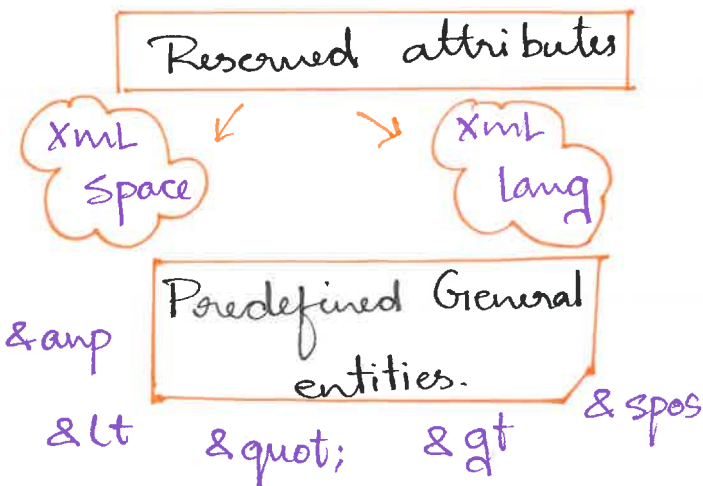 Reserved attributes
XmL
space
XmL
lang
Predefined General
entities.
&amp
&lt
&quot;
&gt
&spos